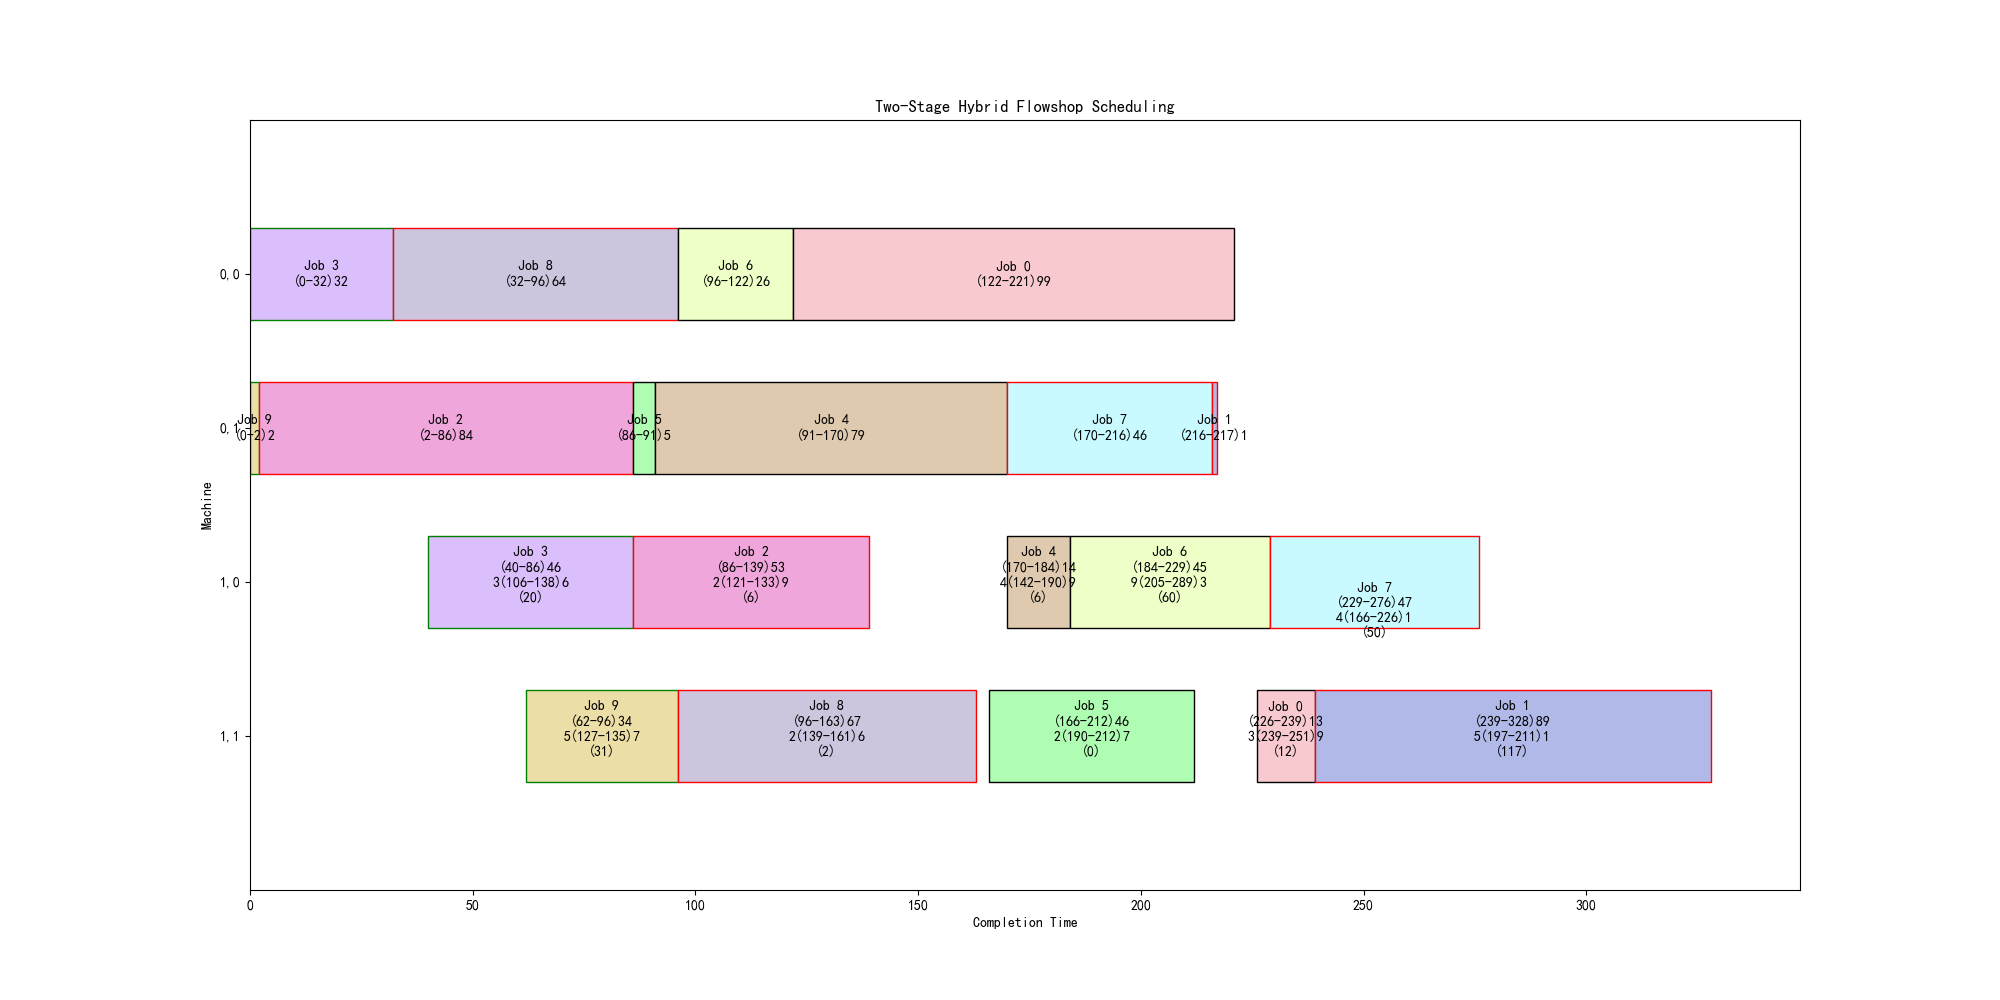 Two-Stage Hybrid Flowshop Scheduling
Machine
0,0
Job 3
(0-32)32
Job 8
(32-96)64
Job 6
(96-122)26
Job 0
(122-221)99
0,1
Job 9
(0-2)2
Job 2
(2-86)84
Job 5
(86-91)5
Job 4
(91-170)79
Job 7
(170-216)46
Job 1
(216-217)1
1,0
Job 3
(40-86)46
3(106-138)6
(20)
Job 2
(86-139)53
2(121-133)9
(6)
Job 4
(170-184)14
4(142-190)9
(6)
Job 6
(184-229)45
9(205-289)3
(60)
Job 7
(229-276)47
4(166-226)1
(50)
1,1
Job 9
(62-96)34
5(127-135)7
(31)
Job 8
(96-163)67
2(139-161)6
(2)
Job 5
(166-212)46
2(190-212)7
(0)
Job 0
(226-239)13
3(239-251)9
(12)
Job 1
(239-328)89
5(197-211)1
(117)
0
50
100
150
200
250
300
Completion Time